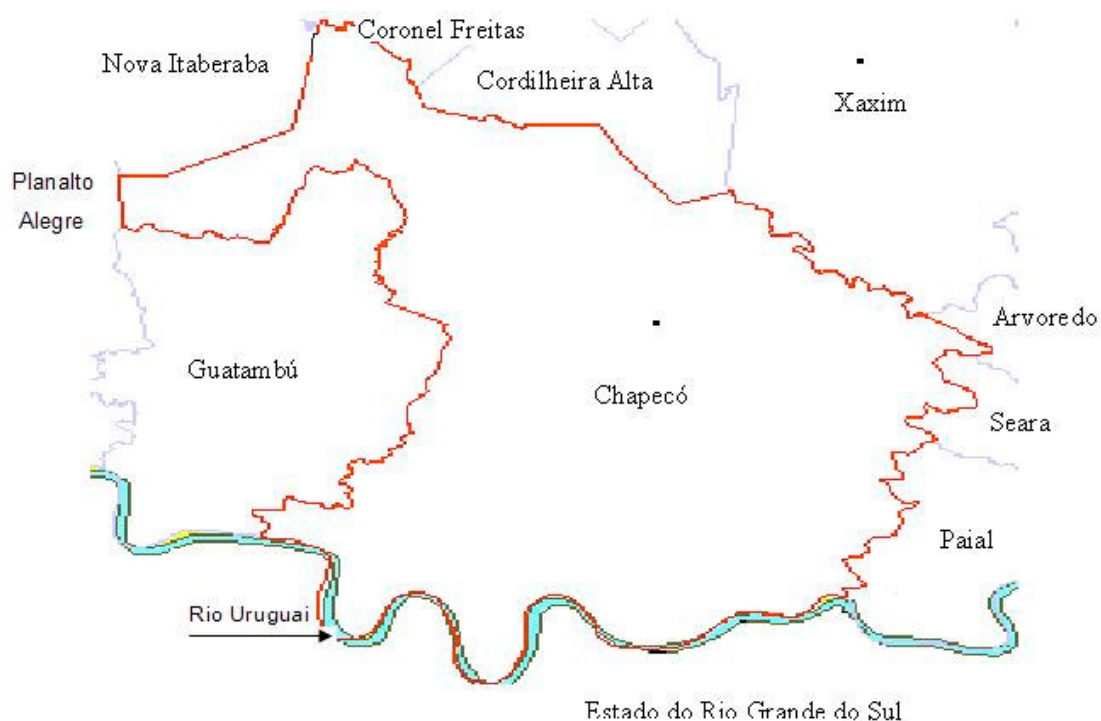 Coronel Freitas
Nova Itaberaba
Cordilheira Alta
Xaxim
Planalto
Alegre
Arvoredo
Guatambú
Chapecó
Seara
Paial
Rio Uruguai
Estado do Rio Grande do Sul